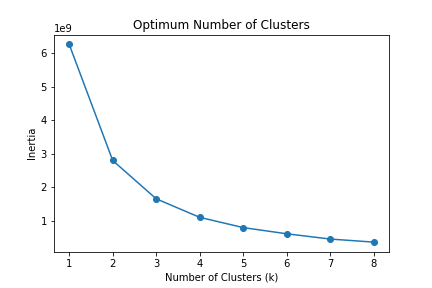 Optimum Number of Clusters
1e9
6
5
4
3
2
1
Inertia
1 2 3 4 5 6 7 8
Number of Clusters (k)